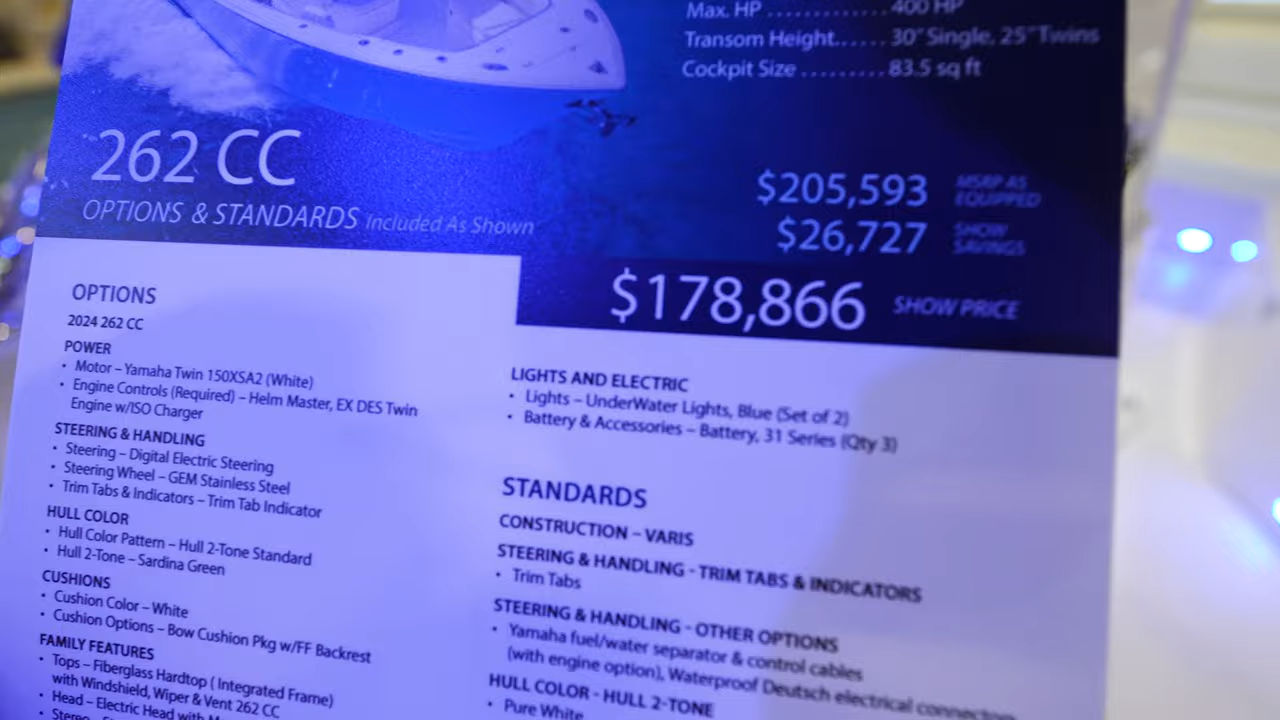 Max. HP ............. 400 HP
Transom Height...... 30" Single, 25" Twins
Cockpit Size ......... 83.5 sq ft
262 CC
OPTIONS & STANDARDS Included As Shown
$205,593 MSRP AS EQUIPPED
$26,727 SHOW SAVINGS
$178,866 SHOW PRICE
OPTIONS
2024 262 CC
POWER
• Motor – Yamaha Twin 150XSA2 (White)
• Engine Controls (Required) – Helm Master, EX DES Twin
Engine w/ISO Charger
STEERING & HANDLING
• Steering – Digital Electric Steering
• Steering Wheel – GEM Stainless Steel
• Trim Tabs & Indicators – Trim Tab Indicator
HULL COLOR
• Hull Color Pattern – Hull 2-Tone Standard
• Hull 2-Tone – Sardina Green
CUSHIONS
• Cushion Color – White
• Cushion Options – Bow Cushion Pkg w/FF Backrest
FAMILY FEATURES
• Tops – Fiberglass Hardtop ( Integrated Frame)
with Windshield, Wiper & Vent 262 CC
• Head – Electric Head with
• Stereo –
LIGHTS AND ELECTRIC
• Lights – UnderWater Lights, Blue (Set of 2)
• Battery & Accessories – Battery, 31 Series (Qty 3)
STANDARDS
CONSTRUCTION – VARIS
STEERING & HANDLING - TRIM TABS & INDICATORS
• Trim Tabs
STEERING & HANDLING - OTHER OPTIONS
• Yamaha fuel/water separator & control cables
(with engine option), Waterproof Deutsch electrical connectors
HULL COLOR - HULL 2-TONE
• Pure White